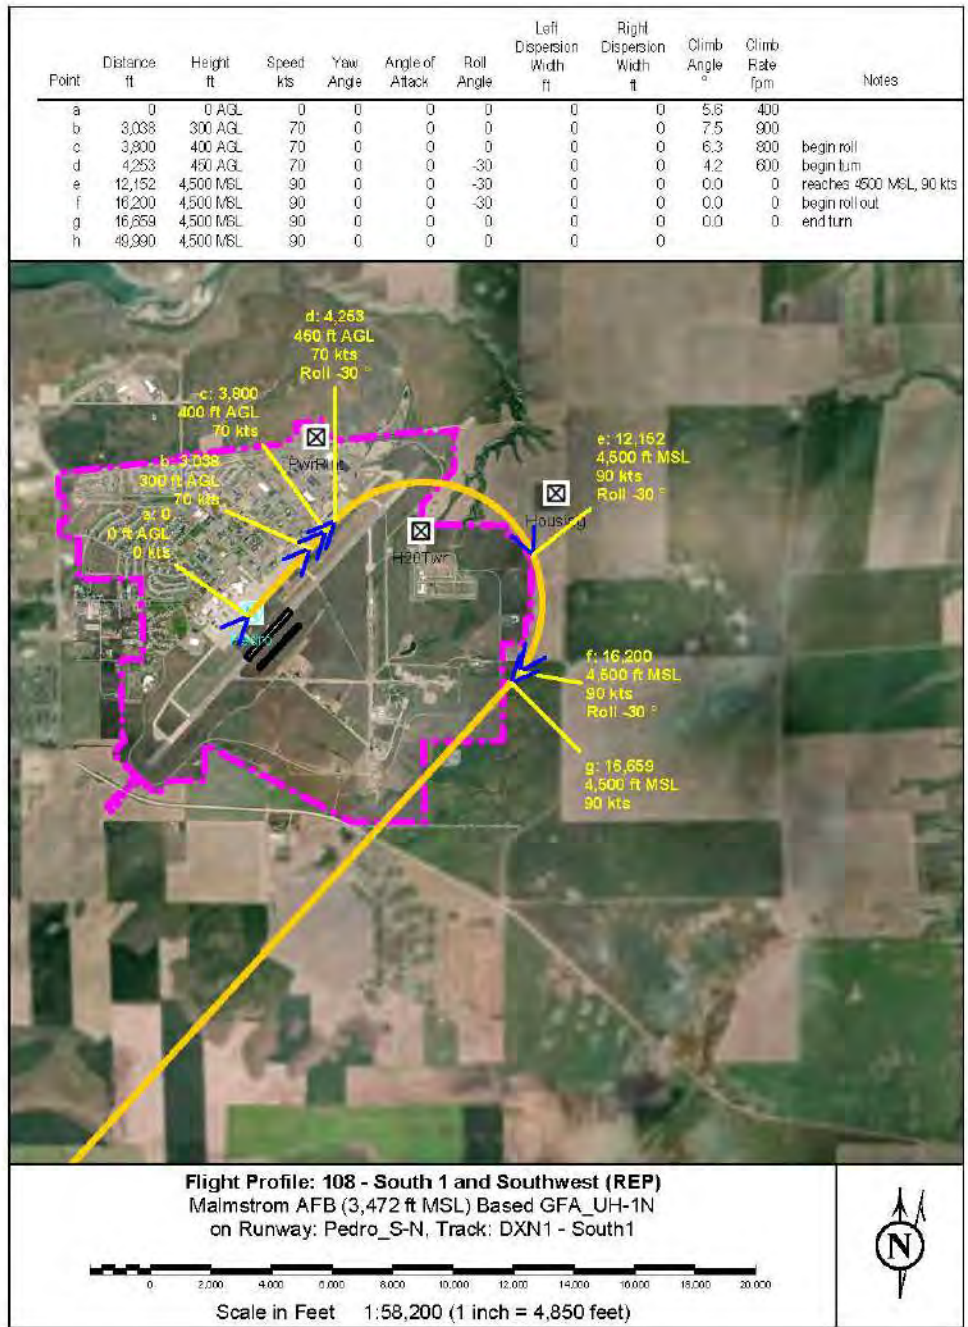 Left Right
Dispersion Dispersion Climb Climb
Distance Height Speed Yaw Angle of Roll Width Width Angle Rate
Point ft ft kts Angle Attack Angle ft ft ° fpm Notes
a 0 0 AGL 0 0 0 0 0 0 5.6 400
b 3,038 300 AGL 70 0 0 0 0 0 7.5 900
c 3,800 400 AGL 70 0 0 0 0 0 6.3 800 begin roll
d 4,253 450 AGL 70 0 0 -30 0 0 4.2 600 begin turn
e 12,152 4,500 MSL 90 0 0 -30 0 0 0.0 0 reaches 4500 MSL, 90 kts
f 16,200 4,500 MSL 90 0 0 -30 0 0 0.0 0 begin roll out
g 16,659 4,500 MSL 90 0 0 0 0 0 0.0 0 end turn
h 49,990 4,500 MSL 90 0 0 0 0 0
d: 4,253
450 ft AGL
70 kts
Roll -30 °
c: 3,800
400 ft AGL
70 kts
PwrRlns
b: 3,038
300 ft AGL
70 kts
a: 0
0 ft AGL
0 kts
e: 12,152
4,500 ft MSL
90 kts
Roll -30 °
Housing
H20Twr
Pedro
f: 16,200
4,500 ft MSL
90 kts
Roll -30 °
g: 16,659
4,500 ft MSL
90 kts
Flight Profile: 108 - South 1 and Southwest (REP)
Malmstrom AFB (3,472 ft MSL) Based GFA_UH-1N
on Runway: Pedro_S-N, Track: DXN1 - South1
0 2,000 4,000 6,000 8,000 10,000 12,000 14,000 16,000 18,000 20,000
Scale in Feet 1:58,200 (1 inch = 4,850 feet)
N